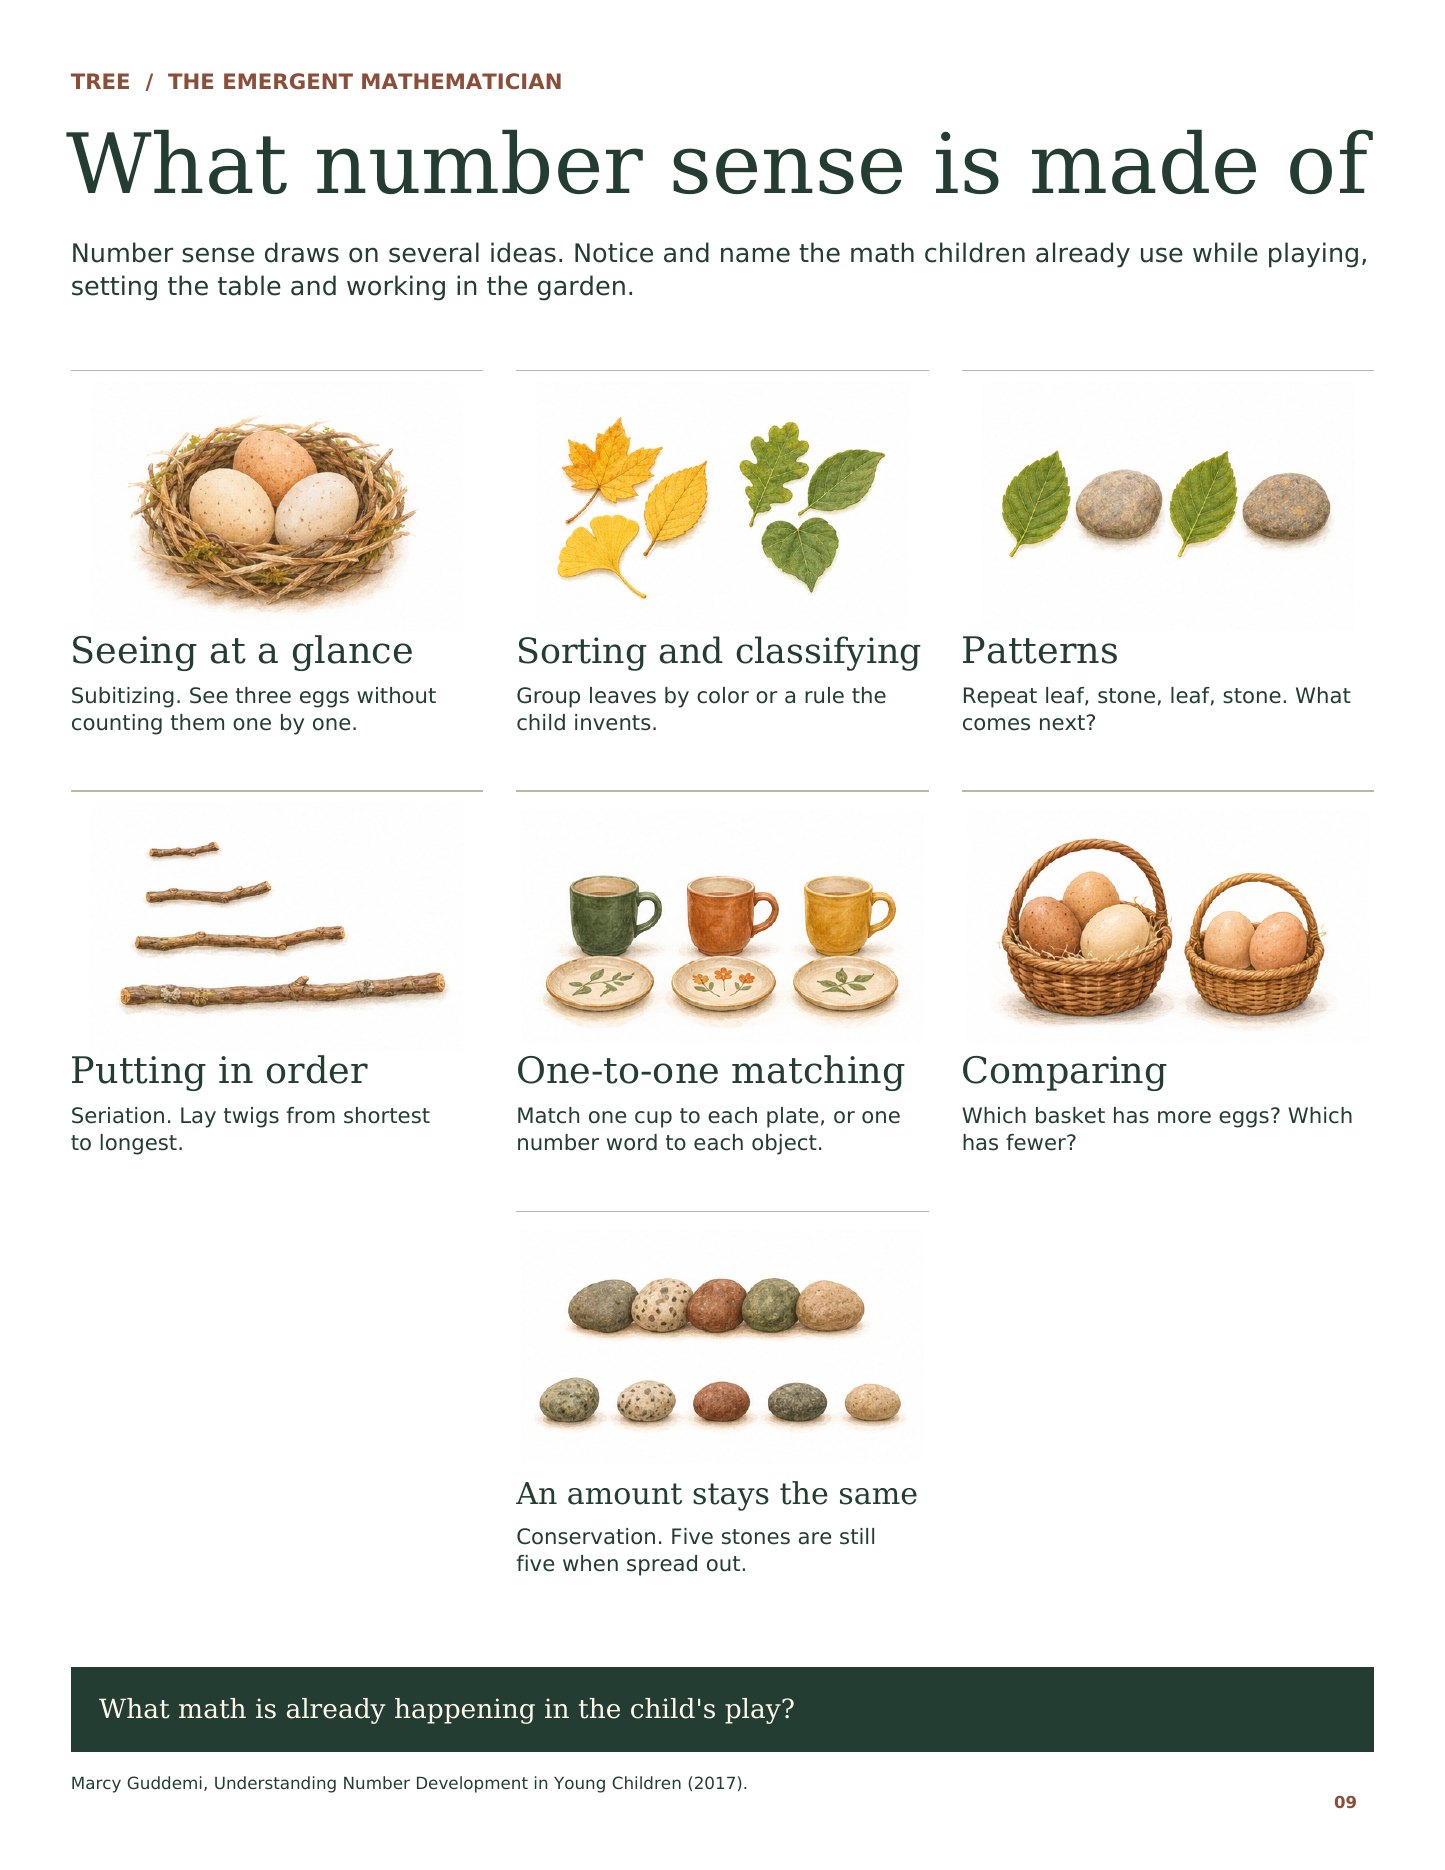 TREE / THE EMERGENT MATHEMATICIAN
What number sense is made of
Number sense draws on several ideas. Notice and name the math children already use while playing,
setting the table and working in the garden.
Seeing at a glance
Subitizing. See three eggs without
counting them one by one.
Sorting and classifying
Group leaves by color or a rule the
child invents.
Patterns
Repeat leaf, stone, leaf, stone. What
comes next?
Putting in order
Seriation. Lay twigs from shortest
to longest.
One-to-one matching
Match one cup to each plate, or one
number word to each object.
Comparing
Which basket has more eggs? Which
has fewer?
An amount stays the same
Conservation. Five stones are still
five when spread out.
What math is already happening in the child's play?
Marcy Guddemi, Understanding Number Development in Young Children (2017).
09